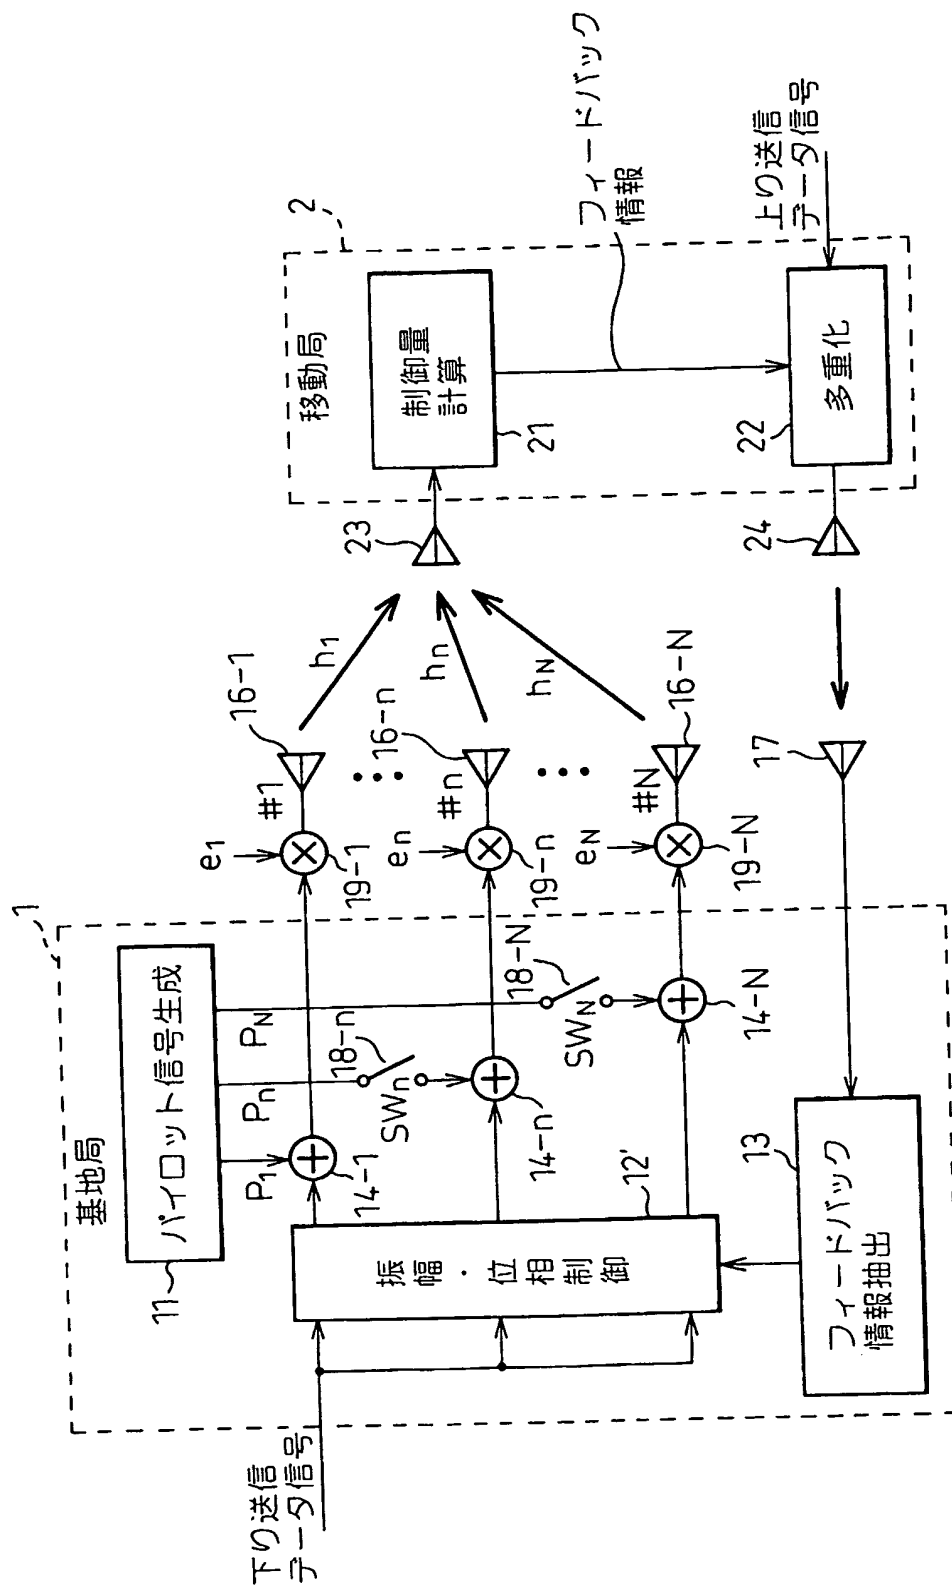 1
基地局
パイロット信号生成
11
P1
Pn
PN
18-n
SWn
18-N
SWN
14-1
14-n
14-N
振幅・位相制御
12'
下り送信
データ信号
フィードバック
情報抽出
13
e1
19-1
#1
16-1
en
19-n
#n
16-n
eN
19-N
#N
16-N
17
h1
hn
hN
23
24
移動局
2
制御量
計算
21
フィードバック
情報
多重化
22
上り送信
データ信号